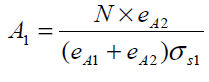 A₁ = (N × e_A2) / ((e_A1 + e_A2)σ_s1)